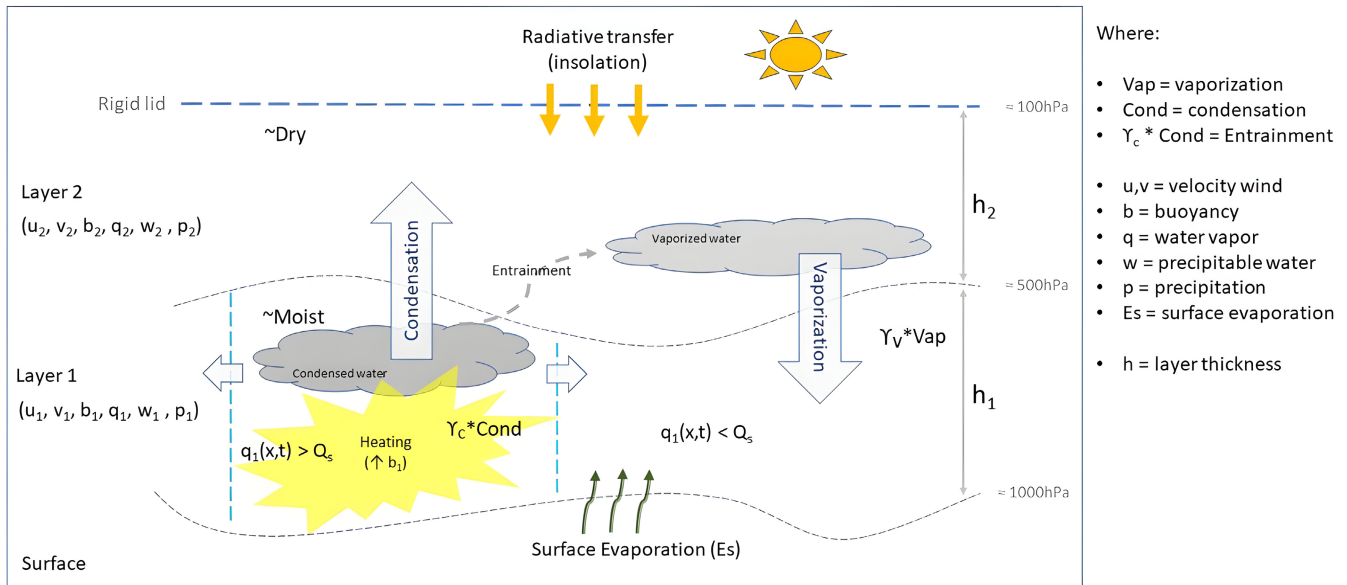 Radiative transfer
(insolation)
Rigid lid
≈ 100hPa
~Dry
Layer 2
(u₂, v₂, b₂, q₂, w₂ , p₂)
Condensation
h₂
Vaporized water
Entrainment
Vaporization
≈ 500hPa
~Moist
ϒᵥ*Vap
Condensed water
Layer 1
(u₁, v₁, b₁, q₁, w₁ , p₁)
h₁
ϒc*Cond
q₁(x,t) > Qₛ
Heating
(↑ b₁)
q₁(x,t) < Qₛ
≈ 1000hPa
Surface Evaporation (Es)
Surface
Where:
• Vap = vaporization
• Cond = condensation
• ϒc * Cond = Entrainment
• u,v = velocity wind
• b = buoyancy
• q = water vapor
• w = precipitable water
• p = precipitation
• Es = surface evaporation
• h = layer thickness